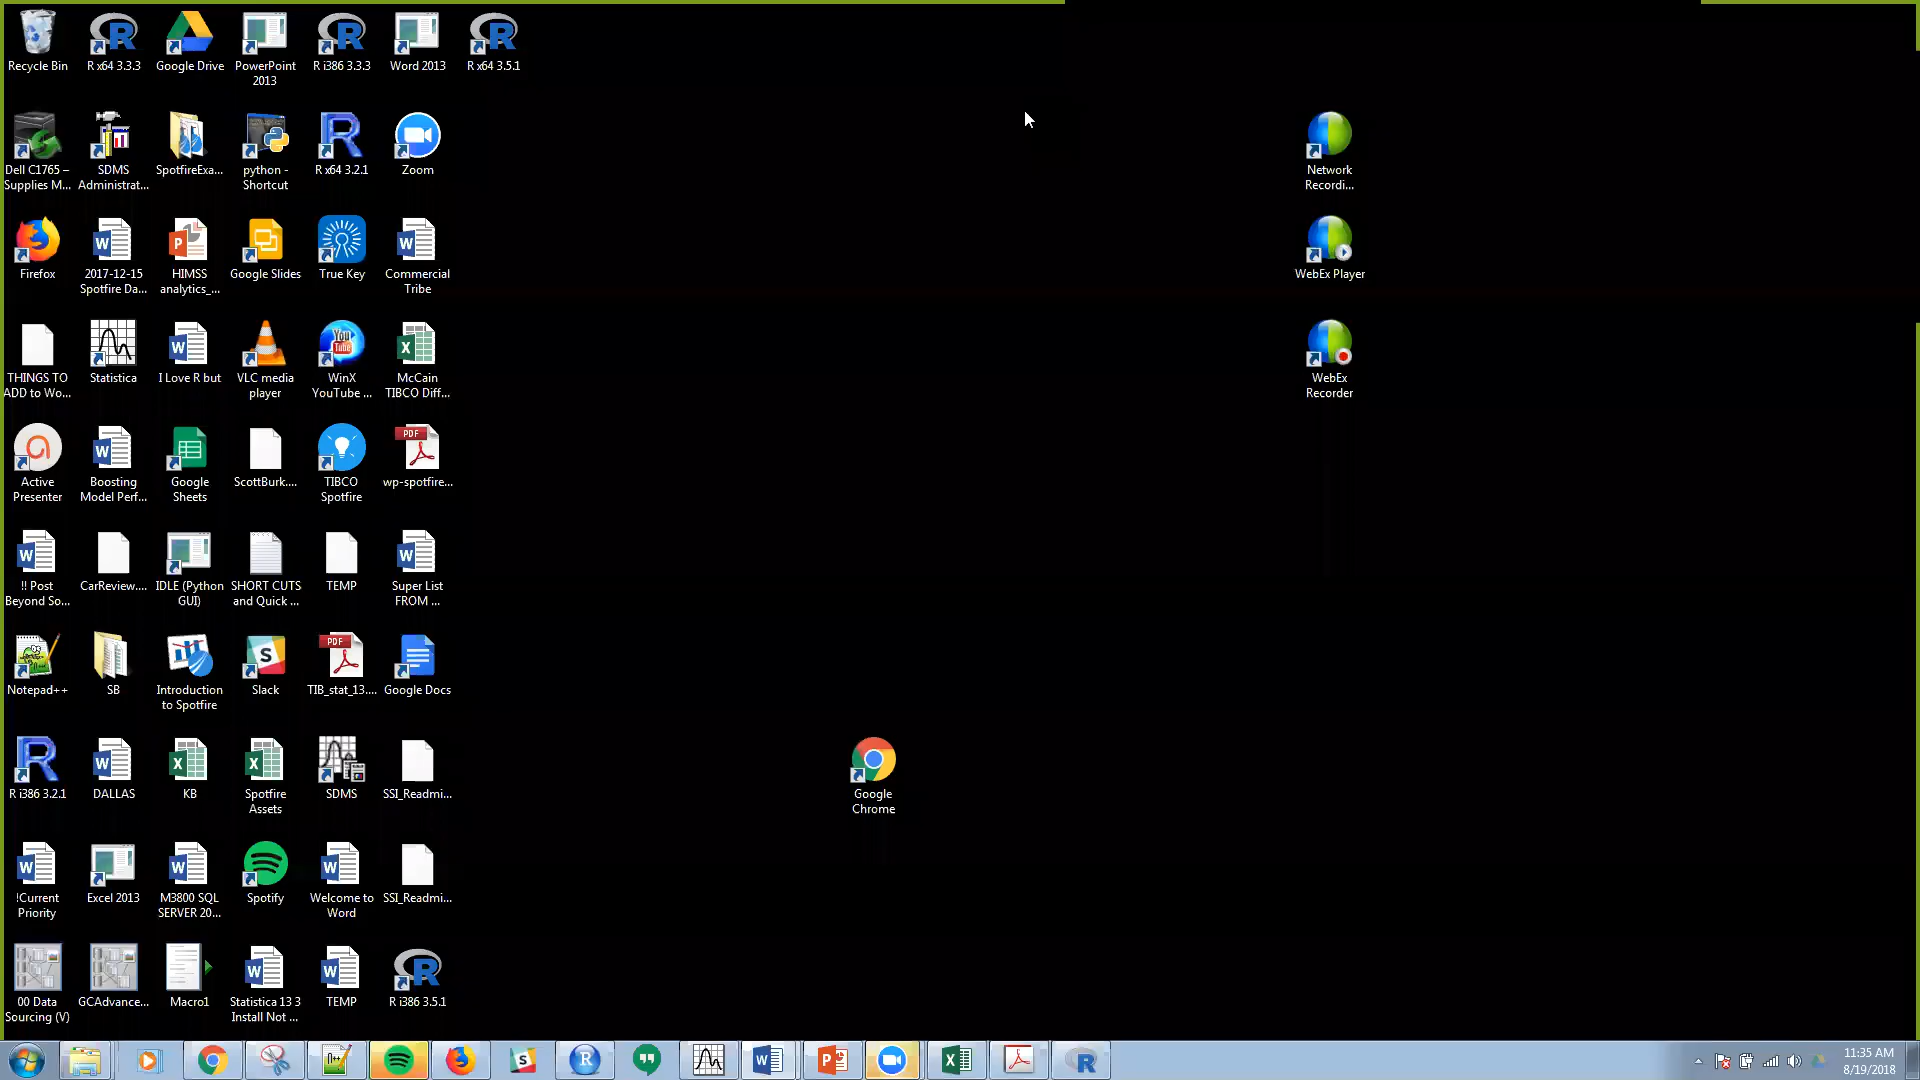 Recycle Bin
R x64 3.3.3
Google Drive
PowerPoint
2013
R i386 3.3.3
Word 2013
R x64 3.5.1
Dell C1765 –
Supplies M...
SDMS
Administrat...
SpotfireExa...
python -
Shortcut
R x64 3.2.1
Zoom
Network
Recordi...
Firefox
2017-12-15
Spotfire Da...
HIMSS
analytics_...
Google Slides
True Key
Commercial
Tribe
WebEx Player
THINGS TO
ADD to Wo...
Statistica
I Love R but
VLC media
player
WinX
YouTube ...
McCain
TIBCO Diff...
WebEx
Recorder
Active
Presenter
Boosting
Model Perf...
Google
Sheets
ScottBurk....
TIBCO
Spotfire
wp-spotfire...
!! Post
Beyond So...
CarReview....
IDLE (Python
GUI)
SHORT CUTS
and Quick ...
TEMP
Super List
FROM ...
Notepad++
SB
Introduction
to Spotfire
Slack
TIB_stat_13....
Google Docs
R i386 3.2.1
DALLAS
KB
Spotfire
Assets
SDMS
SSI_Readmi...
Google
Chrome
!Current
Priority
Excel 2013
M3800 SQL
SERVER 20...
Spotify
Welcome to
Word
SSI_Readmi...
00 Data
Sourcing (V)
GCAdvance...
Macro1
Statistica 13 3
Install Not ...
TEMP
R i386 3.5.1
11:35 AM
8/19/2018